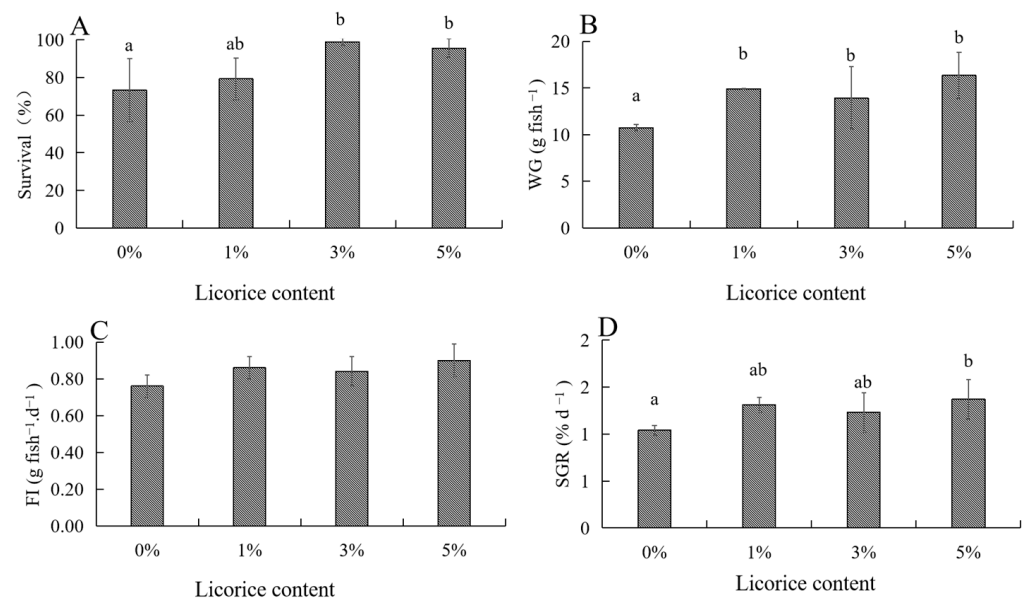 A
Survival (%)
100
80
60
40
20
0
a
ab
b
b
0%
1%
3%
5%
Licorice content
B
WG (g fish⁻¹)
20
15
10
5
0
a
b
b
b
0%
1%
3%
5%
Licorice content
C
FI (g fish⁻¹.d⁻¹)
1.00
0.80
0.60
0.40
0.20
0.00
0%
1%
3%
5%
Licorice content
D
SGR (% d⁻¹)
2
2
1
1
0
a
ab
ab
b
0%
1%
3%
5%
Licorice content